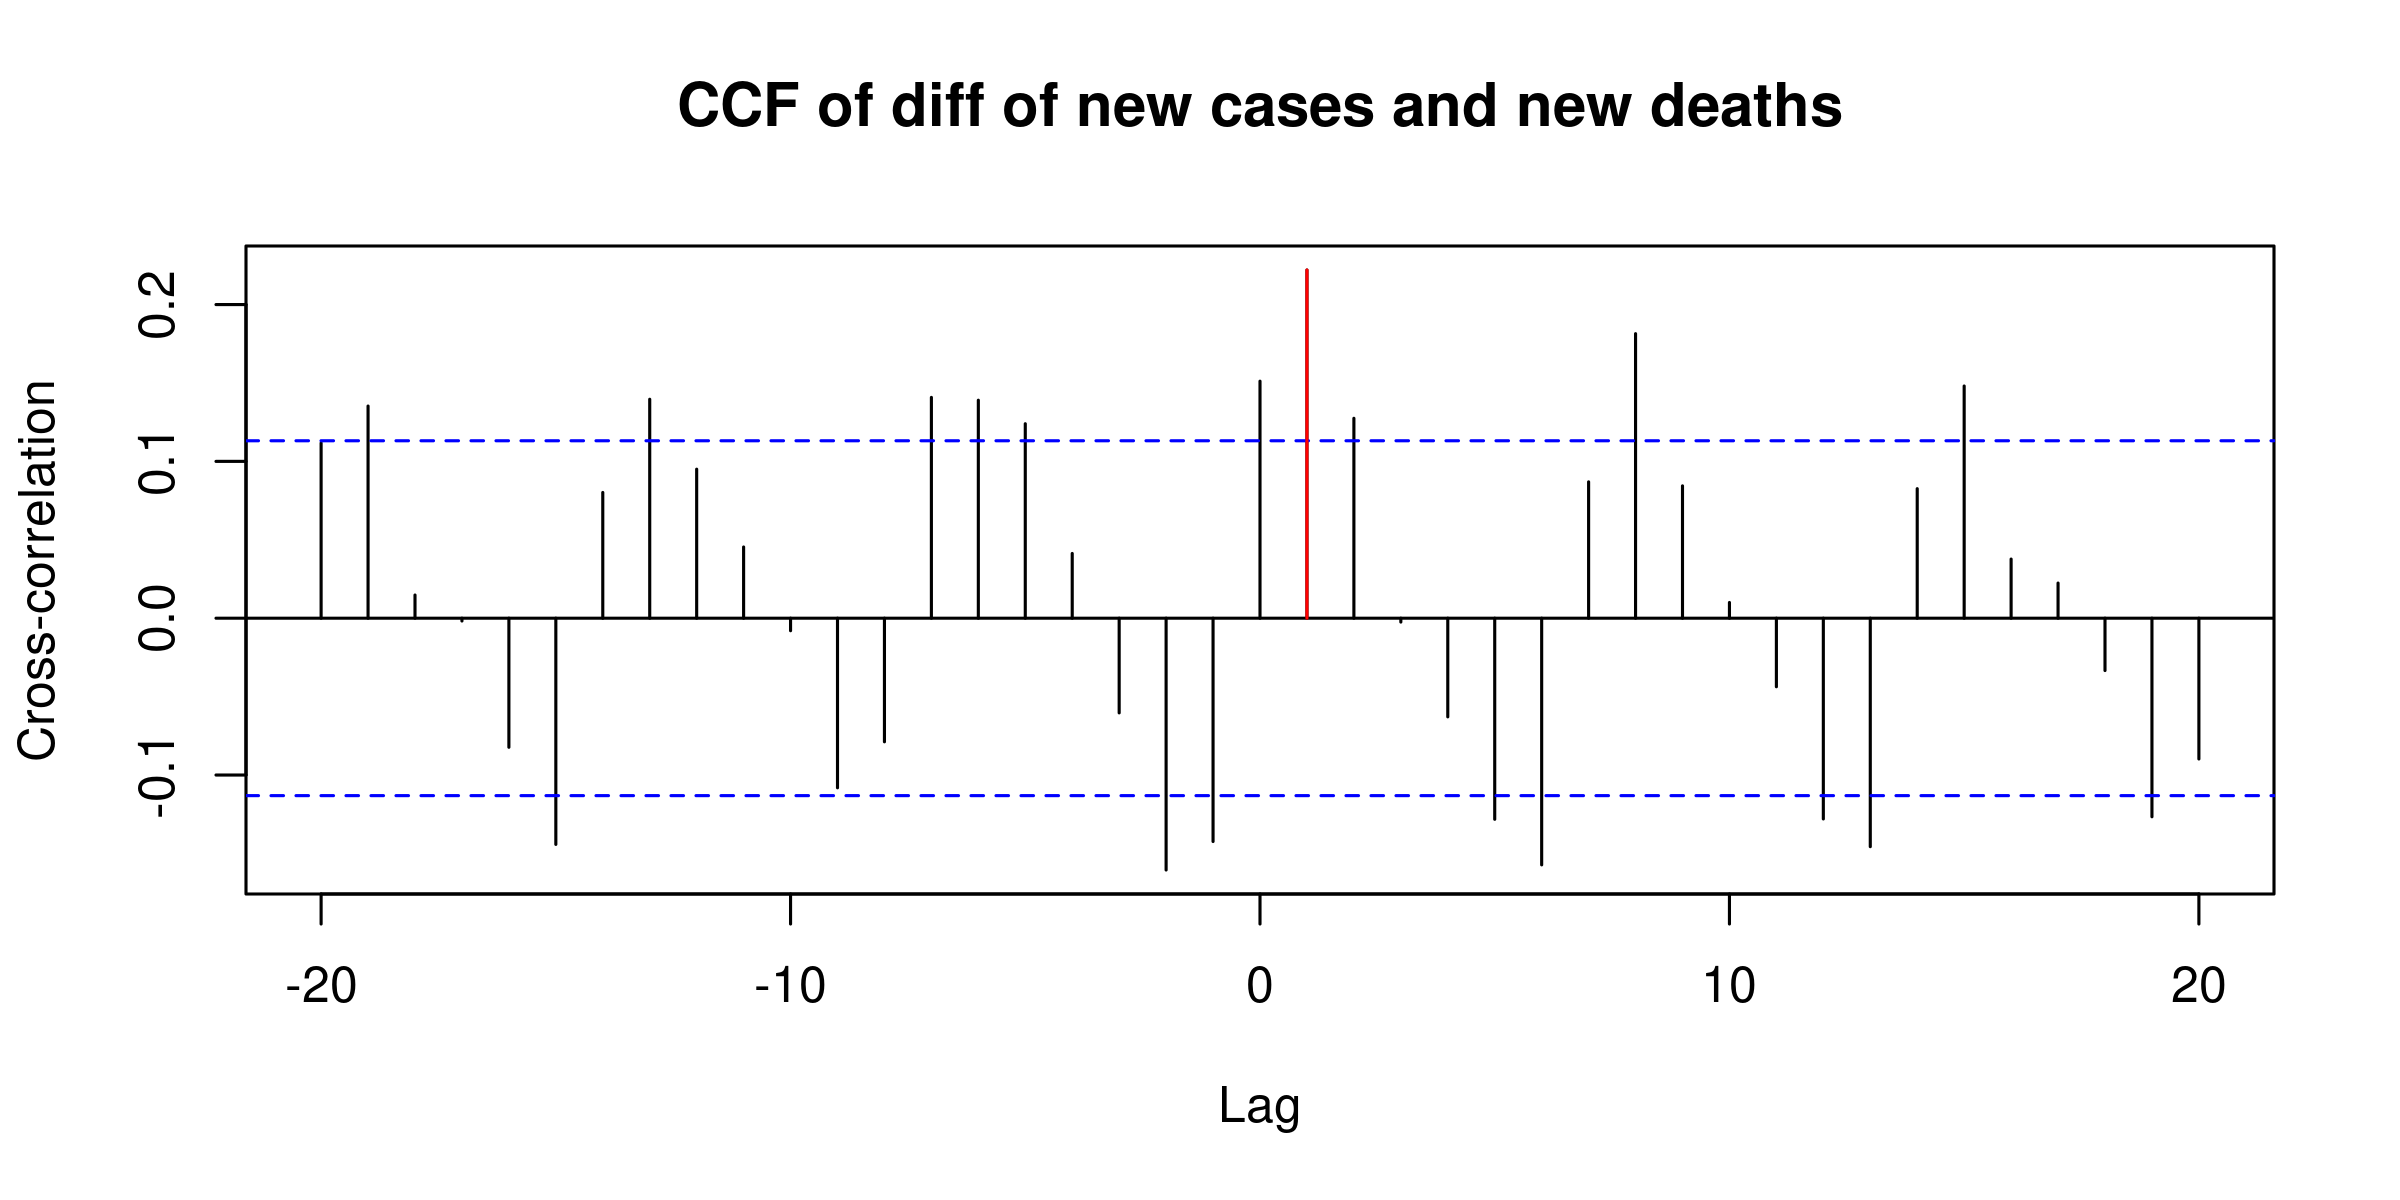 CCF of diff of new cases and new deaths
Cross-correlation
0.2
0.1
0.0
-0.1
-20 -10 0 10 20
Lag